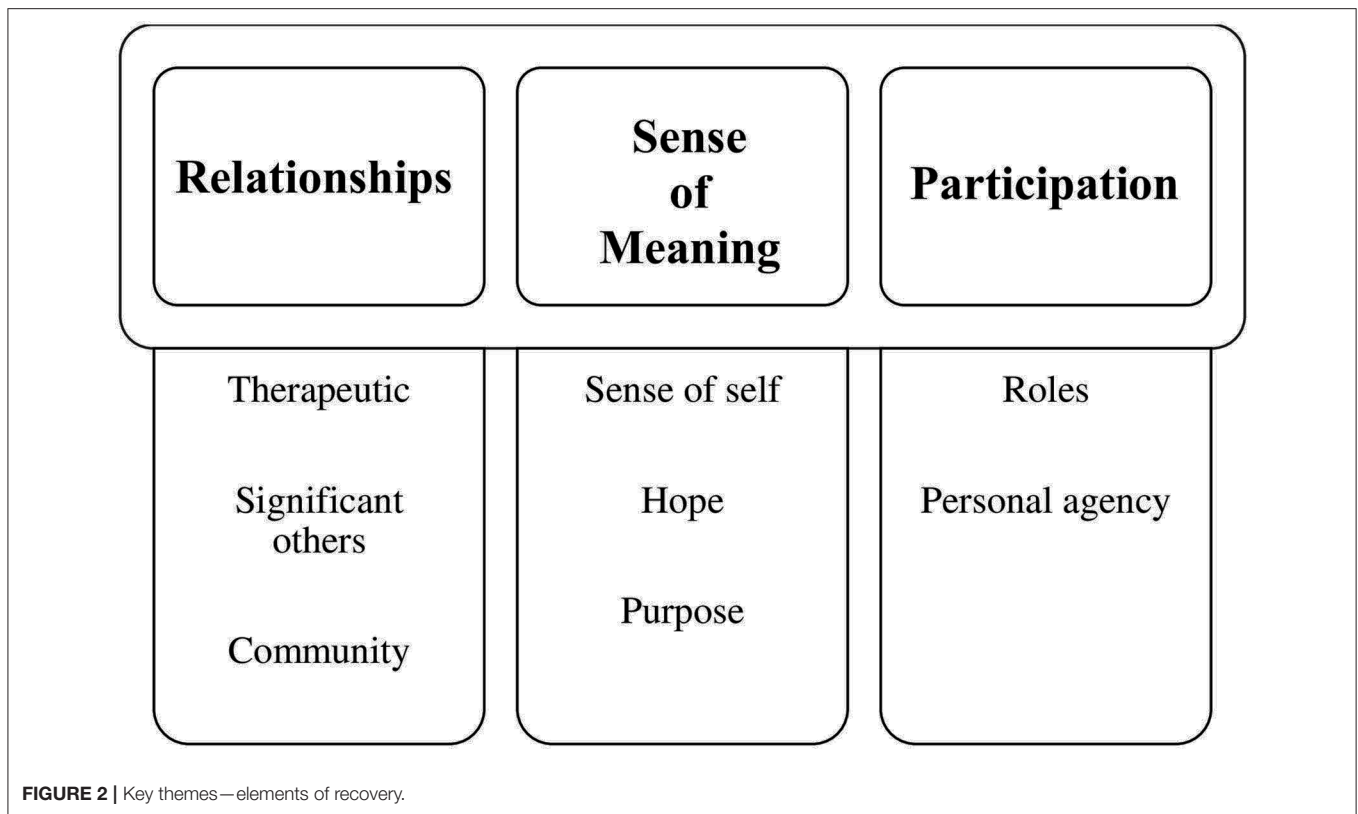 Relationships
Sense
of
Meaning
Participation
Therapeutic
Significant
others
Community
Sense of self
Hope
Purpose
Roles
Personal agency
FIGURE 2 | Key themes—elements of recovery.